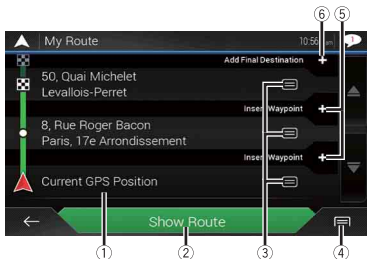 ⑥ ⑤
My Route
10:56
1
Add Final Destination
50, Quai Michelet
Levallois-Perret
Insert Waypoint
8, Rue Roger Bacon
Paris, 17e Arrondissement
Insert Waypoint
Current GPS Position
Show Route
① ② ③ ④